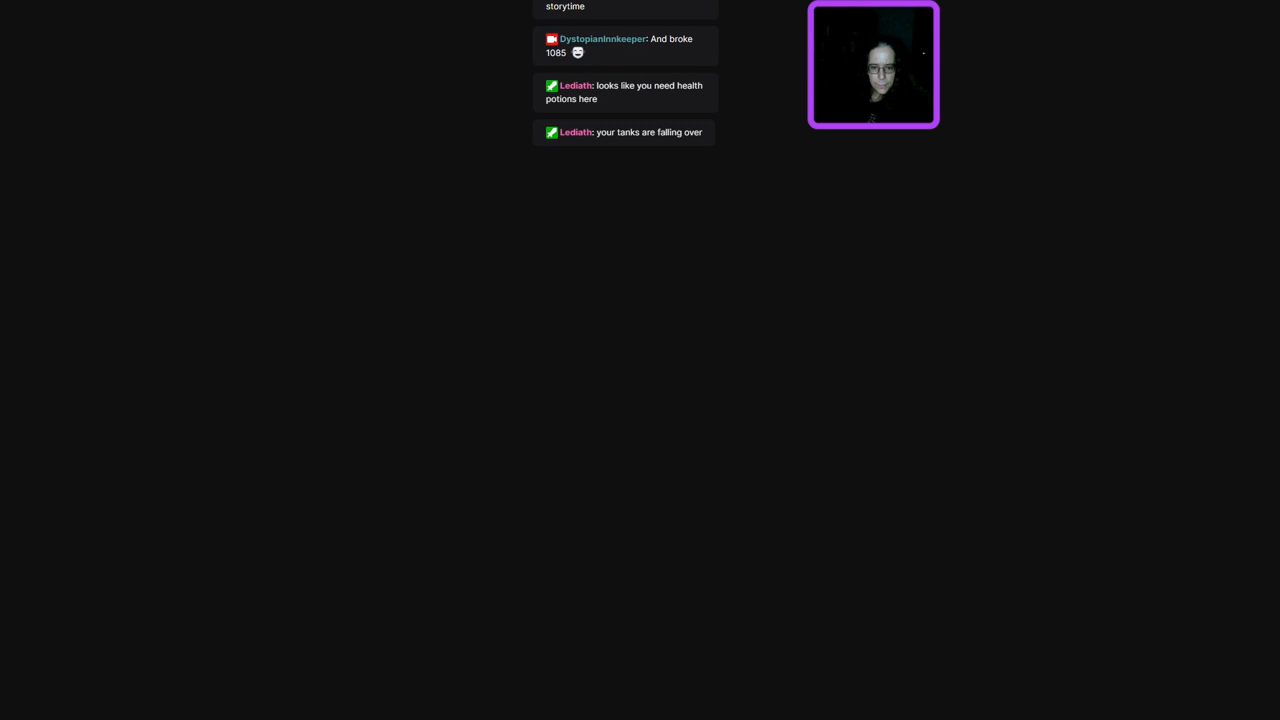 storytime
DystopianInnkeeper: And broke
1085
Lediath: looks like you need health
potions here
Lediath: your tanks are falling over